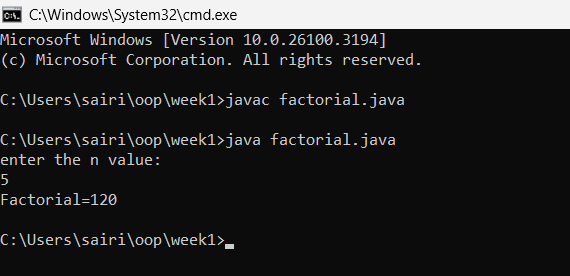 C:\Windows\System32\cmd.exe
Microsoft Windows [Version 10.0.26100.3194]
(c) Microsoft Corporation. All rights reserved.
C:\Users\sairi\oop\week1>javac factorial.java
C:\Users\sairi\oop\week1>java factorial.java
enter the n value:
5
Factorial=120
C:\Users\sairi\oop\week1>